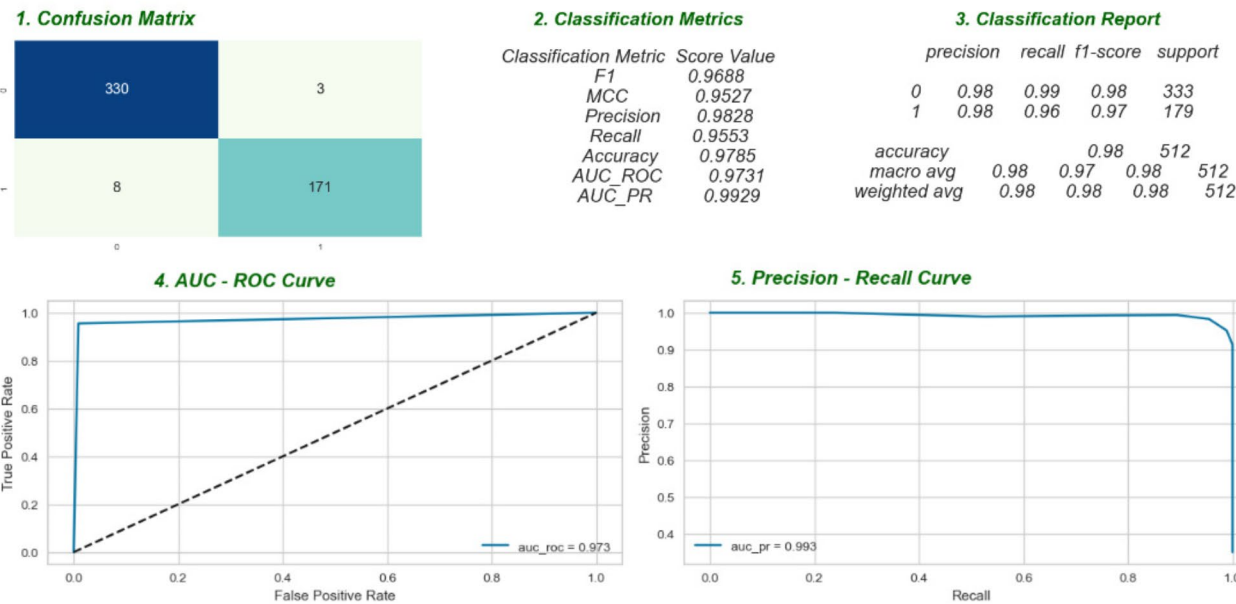 1. Confusion Matrix
330 3
8 171
0
1
0 1
2. Classification Metrics
Classification Metric Score Value
F1 0.9688
MCC 0.9527
Precision 0.9828
Recall 0.9553
Accuracy 0.9785
AUC_ROC 0.9731
AUC_PR 0.9929
3. Classification Report
precision recall f1-score support
0 0.98 0.99 0.98 333
1 0.98 0.96 0.97 179
accuracy 0.98 512
macro avg 0.98 0.97 0.98 512
weighted avg 0.98 0.98 0.98 512
4. AUC - ROC Curve
True Positive Rate
1.0
0.8
0.6
0.4
0.2
0.0
auc_roc = 0.973
0.0 0.2 0.4 0.6 0.8 1.0
False Positive Rate
5. Precision - Recall Curve
Precision
1.0
0.9
0.8
0.7
0.6
0.5
0.4
auc_pr = 0.993
0.0 0.2 0.4 0.6 0.8
Recall